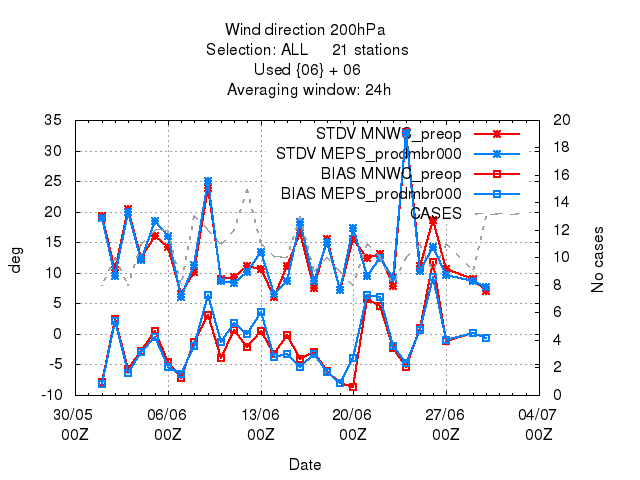 Wind direction 200hPa
Selection: ALL 21 stations
Used {06} + 06
Averaging window: 24h
STDV MNWC_preop
STDV MEPS_prodmbr000
BIAS MNWC_preop
BIAS MEPS_prodmbr000
CASES
deg
35
30
25
20
15
10
5
0
-5
-10
No cases
20
18
16
14
12
10
8
6
4
2
0
30/05 06/06 13/06 20/06 27/06 04/07
00Z 00Z 00Z 00Z 00Z 00Z
Date